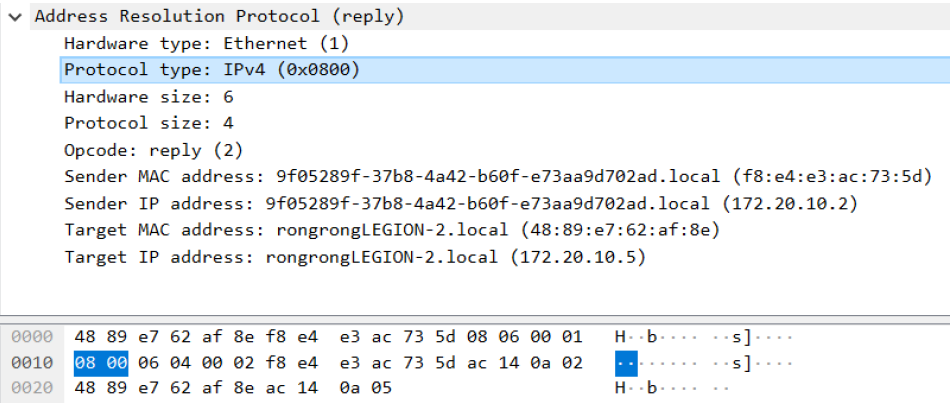 Address Resolution Protocol (reply)
Hardware type: Ethernet (1)
Protocol type: IPv4 (0x0800)
Hardware size: 6
Protocol size: 4
Opcode: reply (2)
Sender MAC address: 9f05289f-37b8-4a42-b60f-e73aa9d702ad.local (f8:e4:e3:ac:73:5d)
Sender IP address: 9f05289f-37b8-4a42-b60f-e73aa9d702ad.local (172.20.10.2)
Target MAC address: rongrongLEGION-2.local (48:89:e7:62:af:8e)
Target IP address: rongrongLEGION-2.local (172.20.10.5)
0000 48 89 e7 62 af 8e f8 e4 e3 ac 73 5d 08 06 00 01 H··b···· ··s]····
0010 08 00 06 04 00 02 f8 e4 e3 ac 73 5d ac 14 0a 02 ········ ··s]····
0020 48 89 e7 62 af 8e ac 14 0a 05 H··b···· ··